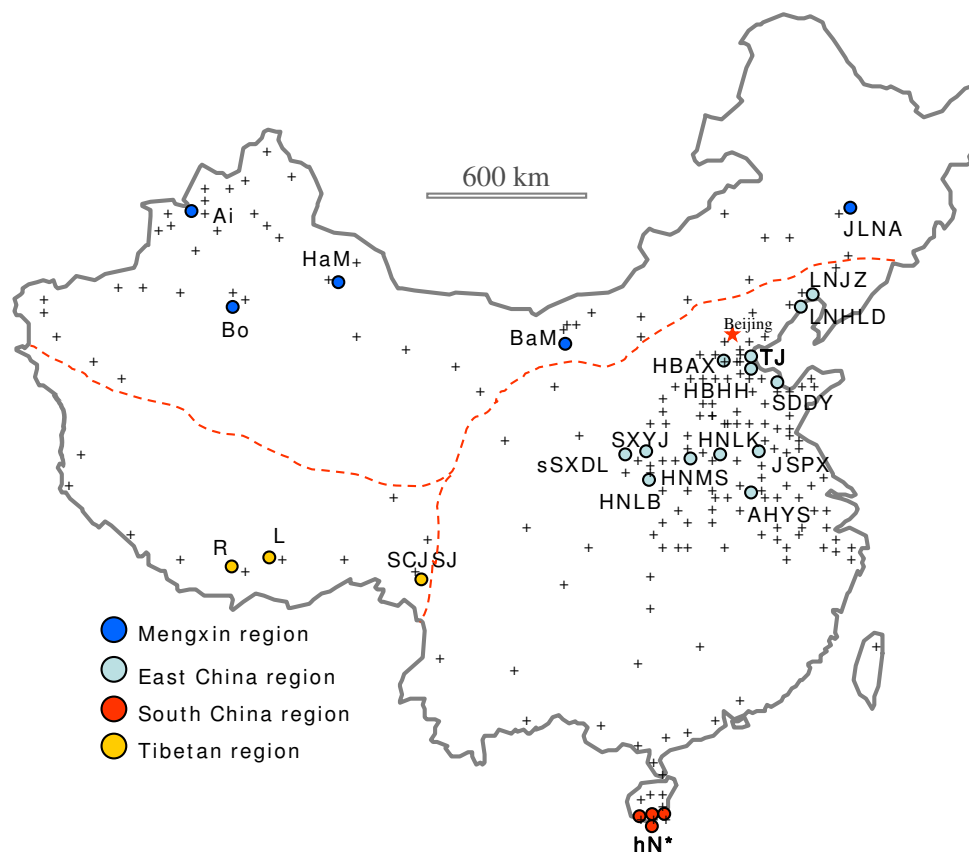 600 km
Ai
JLNA
HaM
LNJZ
Bo
LNHLD
Beijing
BaM
TJ
HBAX
HBHH
SDDY
SXYJ
HNLK
sSXDL
JSPX
HNMS
HNLB
AHYS
R
L
SCJSJ
Mengxin region
East China region
South China region
Tibetan region
hN*